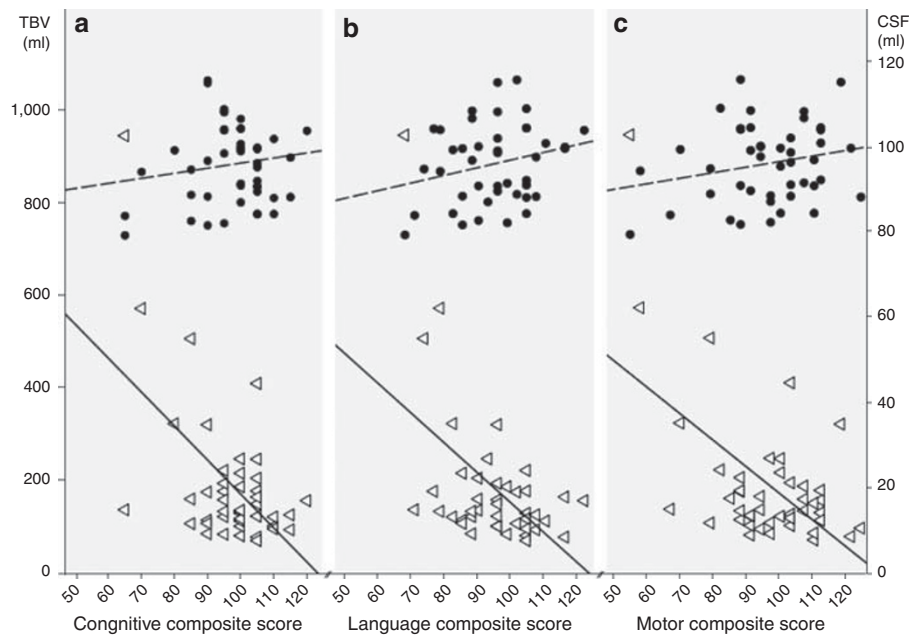 TBV
(ml)
a
b
c
CSF
(ml)
1,000
800
600
400
200
0
120
100
80
60
40
20
0
50 60 70 80 90 100 110 120
50 60 70 80 90 100 110 120
50 60 70 80 90 100 110 120
Congnitive composite score
Language composite score
Motor composite score